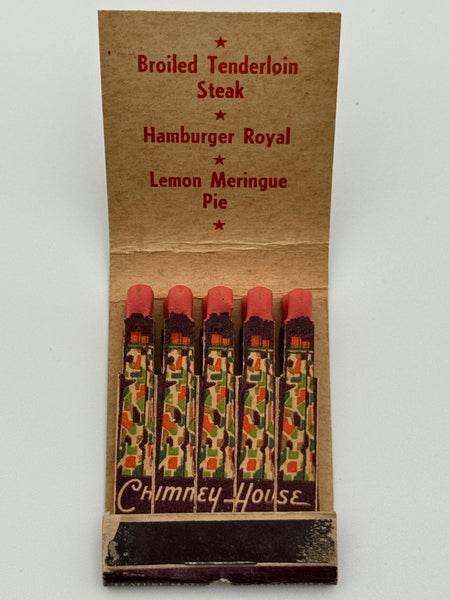 Broiled Tenderloin
Steak
Hamburger Royal
Lemon Meringue
Pie
Chimney House